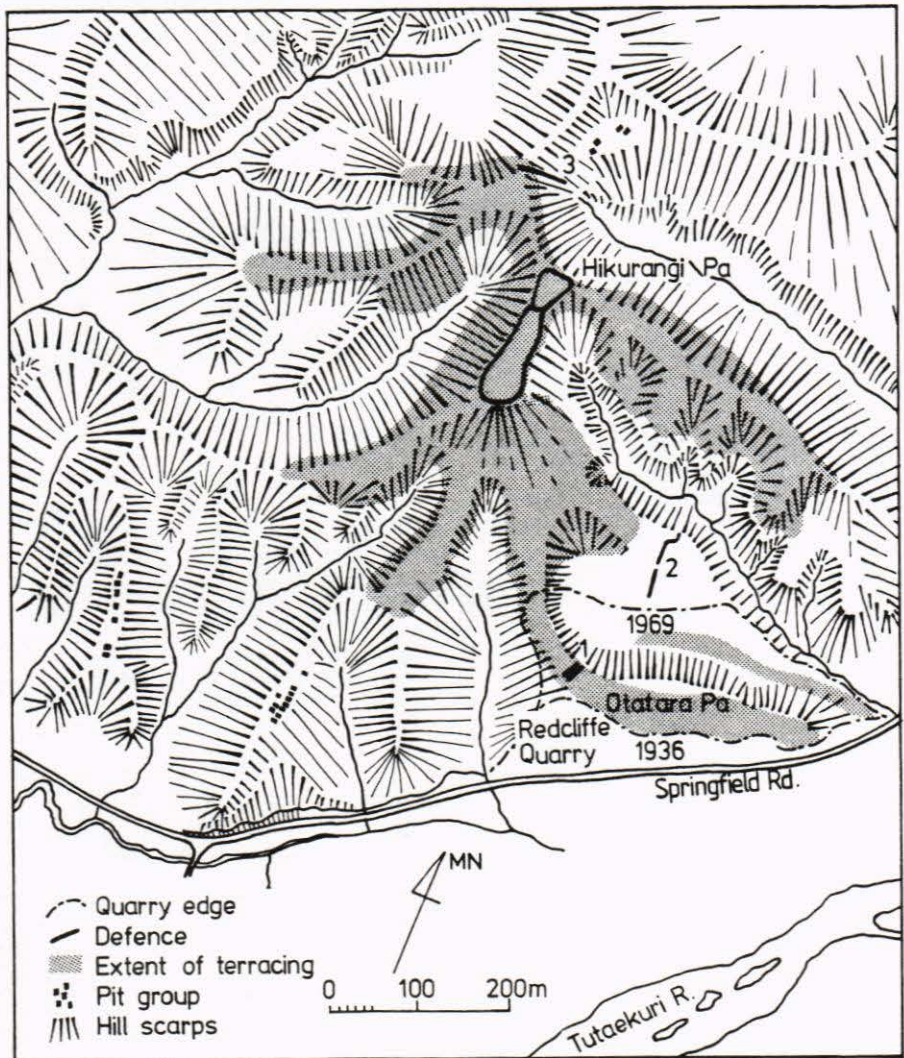 3
Hikurangi Pa
2
1969
1
Otatara Pa
Redcliffe
Quarry
1936
Springfield Rd.
MN
Quarry edge
Defence
Extent of terracing
Pit group
Hill scarps
0 100 200m
Tutaekuri R.